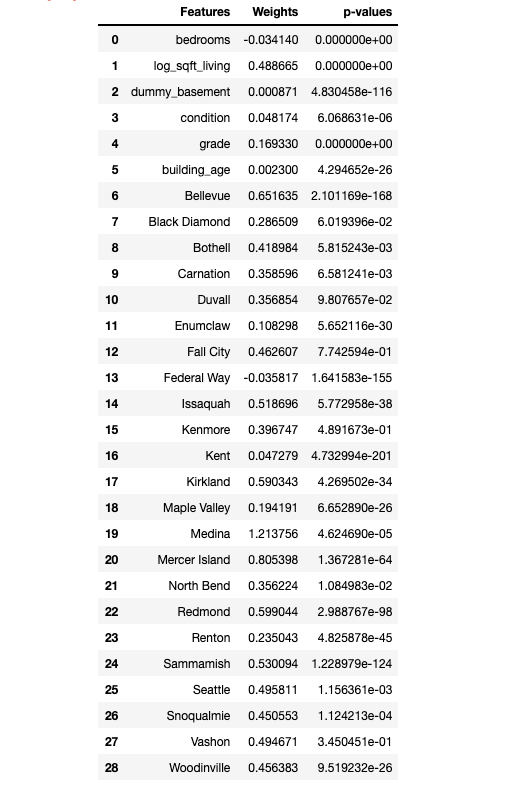 Features Weights p-values
0 bedrooms -0.034140 0.000000e+00
1 log_sqft_living 0.488665 0.000000e+00
2 dummy_basement 0.000871 4.830458e-116
3 condition 0.048174 6.068631e-06
4 grade 0.169330 0.000000e+00
5 building_age 0.002300 4.294652e-26
6 Bellevue 0.651635 2.101169e-168
7 Black Diamond 0.286509 6.019396e-02
8 Bothell 0.418984 5.815243e-03
9 Carnation 0.358596 6.581241e-03
10 Duvall 0.356854 9.807657e-02
11 Enumclaw 0.108298 5.652116e-30
12 Fall City 0.462607 7.742594e-01
13 Federal Way -0.035817 1.641583e-155
14 Issaquah 0.518696 5.772958e-38
15 Kenmore 0.396747 4.891673e-01
16 Kent 0.047279 4.732994e-201
17 Kirkland 0.590343 4.269502e-34
18 Maple Valley 0.194191 6.652890e-26
19 Medina 1.213756 4.624690e-05
20 Mercer Island 0.805398 1.367281e-64
21 North Bend 0.356224 1.084983e-02
22 Redmond 0.599044 2.988767e-98
23 Renton 0.235043 4.825878e-45
24 Sammamish 0.530094 1.228979e-124
25 Seattle 0.495811 1.156361e-03
26 Snoqualmie 0.450553 1.124213e-04
27 Vashon 0.494671 3.450451e-01
28 Woodinville 0.456383 9.519232e-26